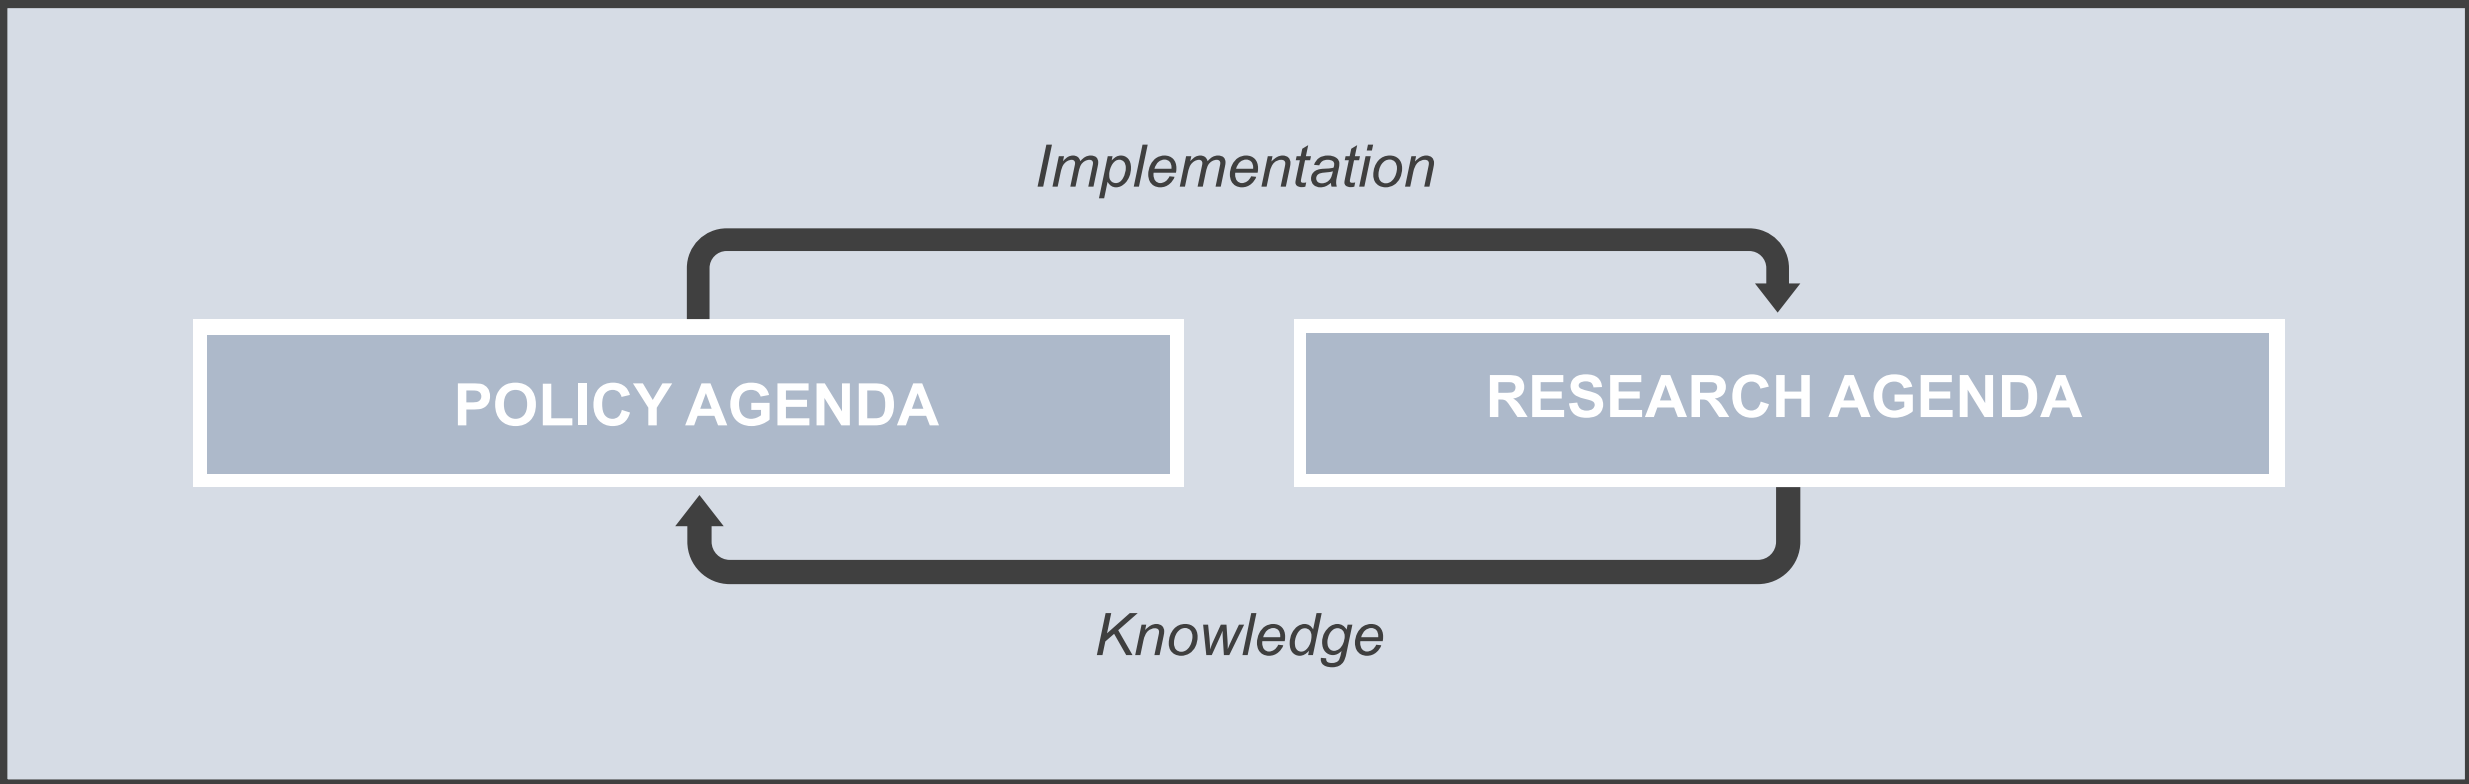 Implementation
POLICY AGENDA
RESEARCH AGENDA
Knowledge